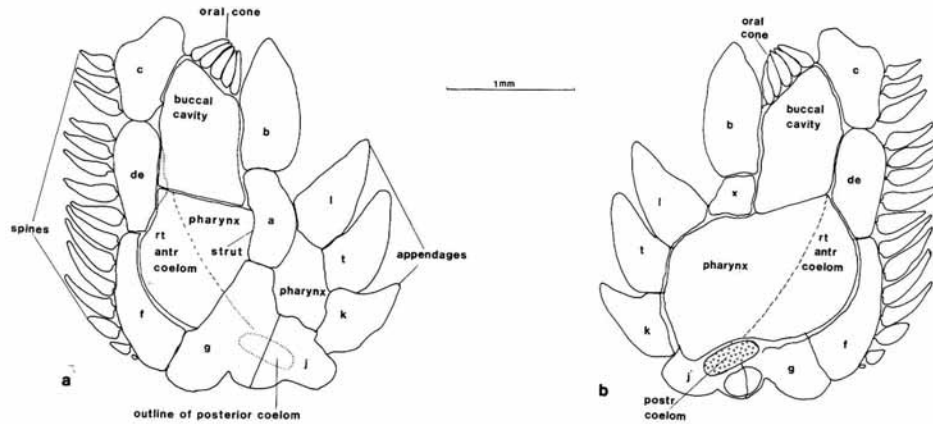 oral cone
c
buccal
cavity
b
de
pharynx
a
l
spines
rt
antr
coelom
strut
t
appendages
pharynx
f
k
g
j
a
outline of posterior coelom
1mm
oral
cone
c
buccal
cavity
b
x
de
l
rt
antr
coelom
t
pharynx
k
f
j
g
b
postr
coelom